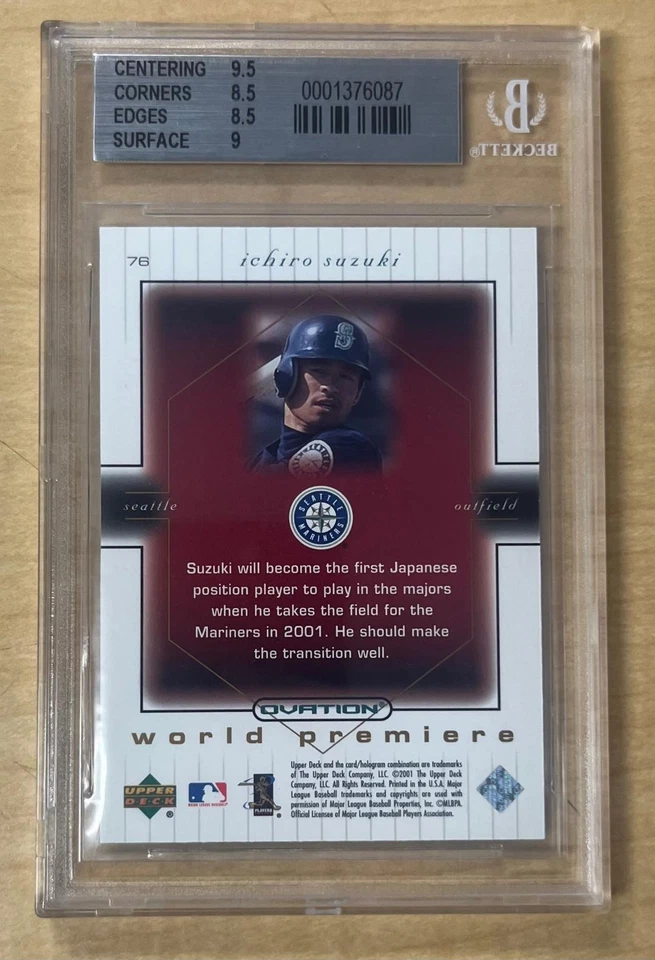 CENTERING 9.5
CORNERS 8.5
EDGES 8.5
SURFACE 9
0001376087
B
BECKETT®
76
ichiro suzuki
S
SEATTLE
MARINERS
seattle
outfield
Suzuki will become the first Japanese
position player to play in the majors
when he takes the field for the
Mariners in 2001. He should make
the transition well.
OVATION
world premiere
UPPER
DECK
®
MAJOR LEAGUE BASEBALL
PLAYERS
Upper Deck and the card/hologram combination are trademarks
of The Upper Deck Company, LLC. ©2001 The Upper Deck
Company, LLC. All Rights Reserved. Printed in the U.S.A. Major
League Baseball trademarks and copyrights are used with
permission of Major League Baseball Properties, Inc. ©MLBPA.
Official Licensee of Major League Baseball Players Association.